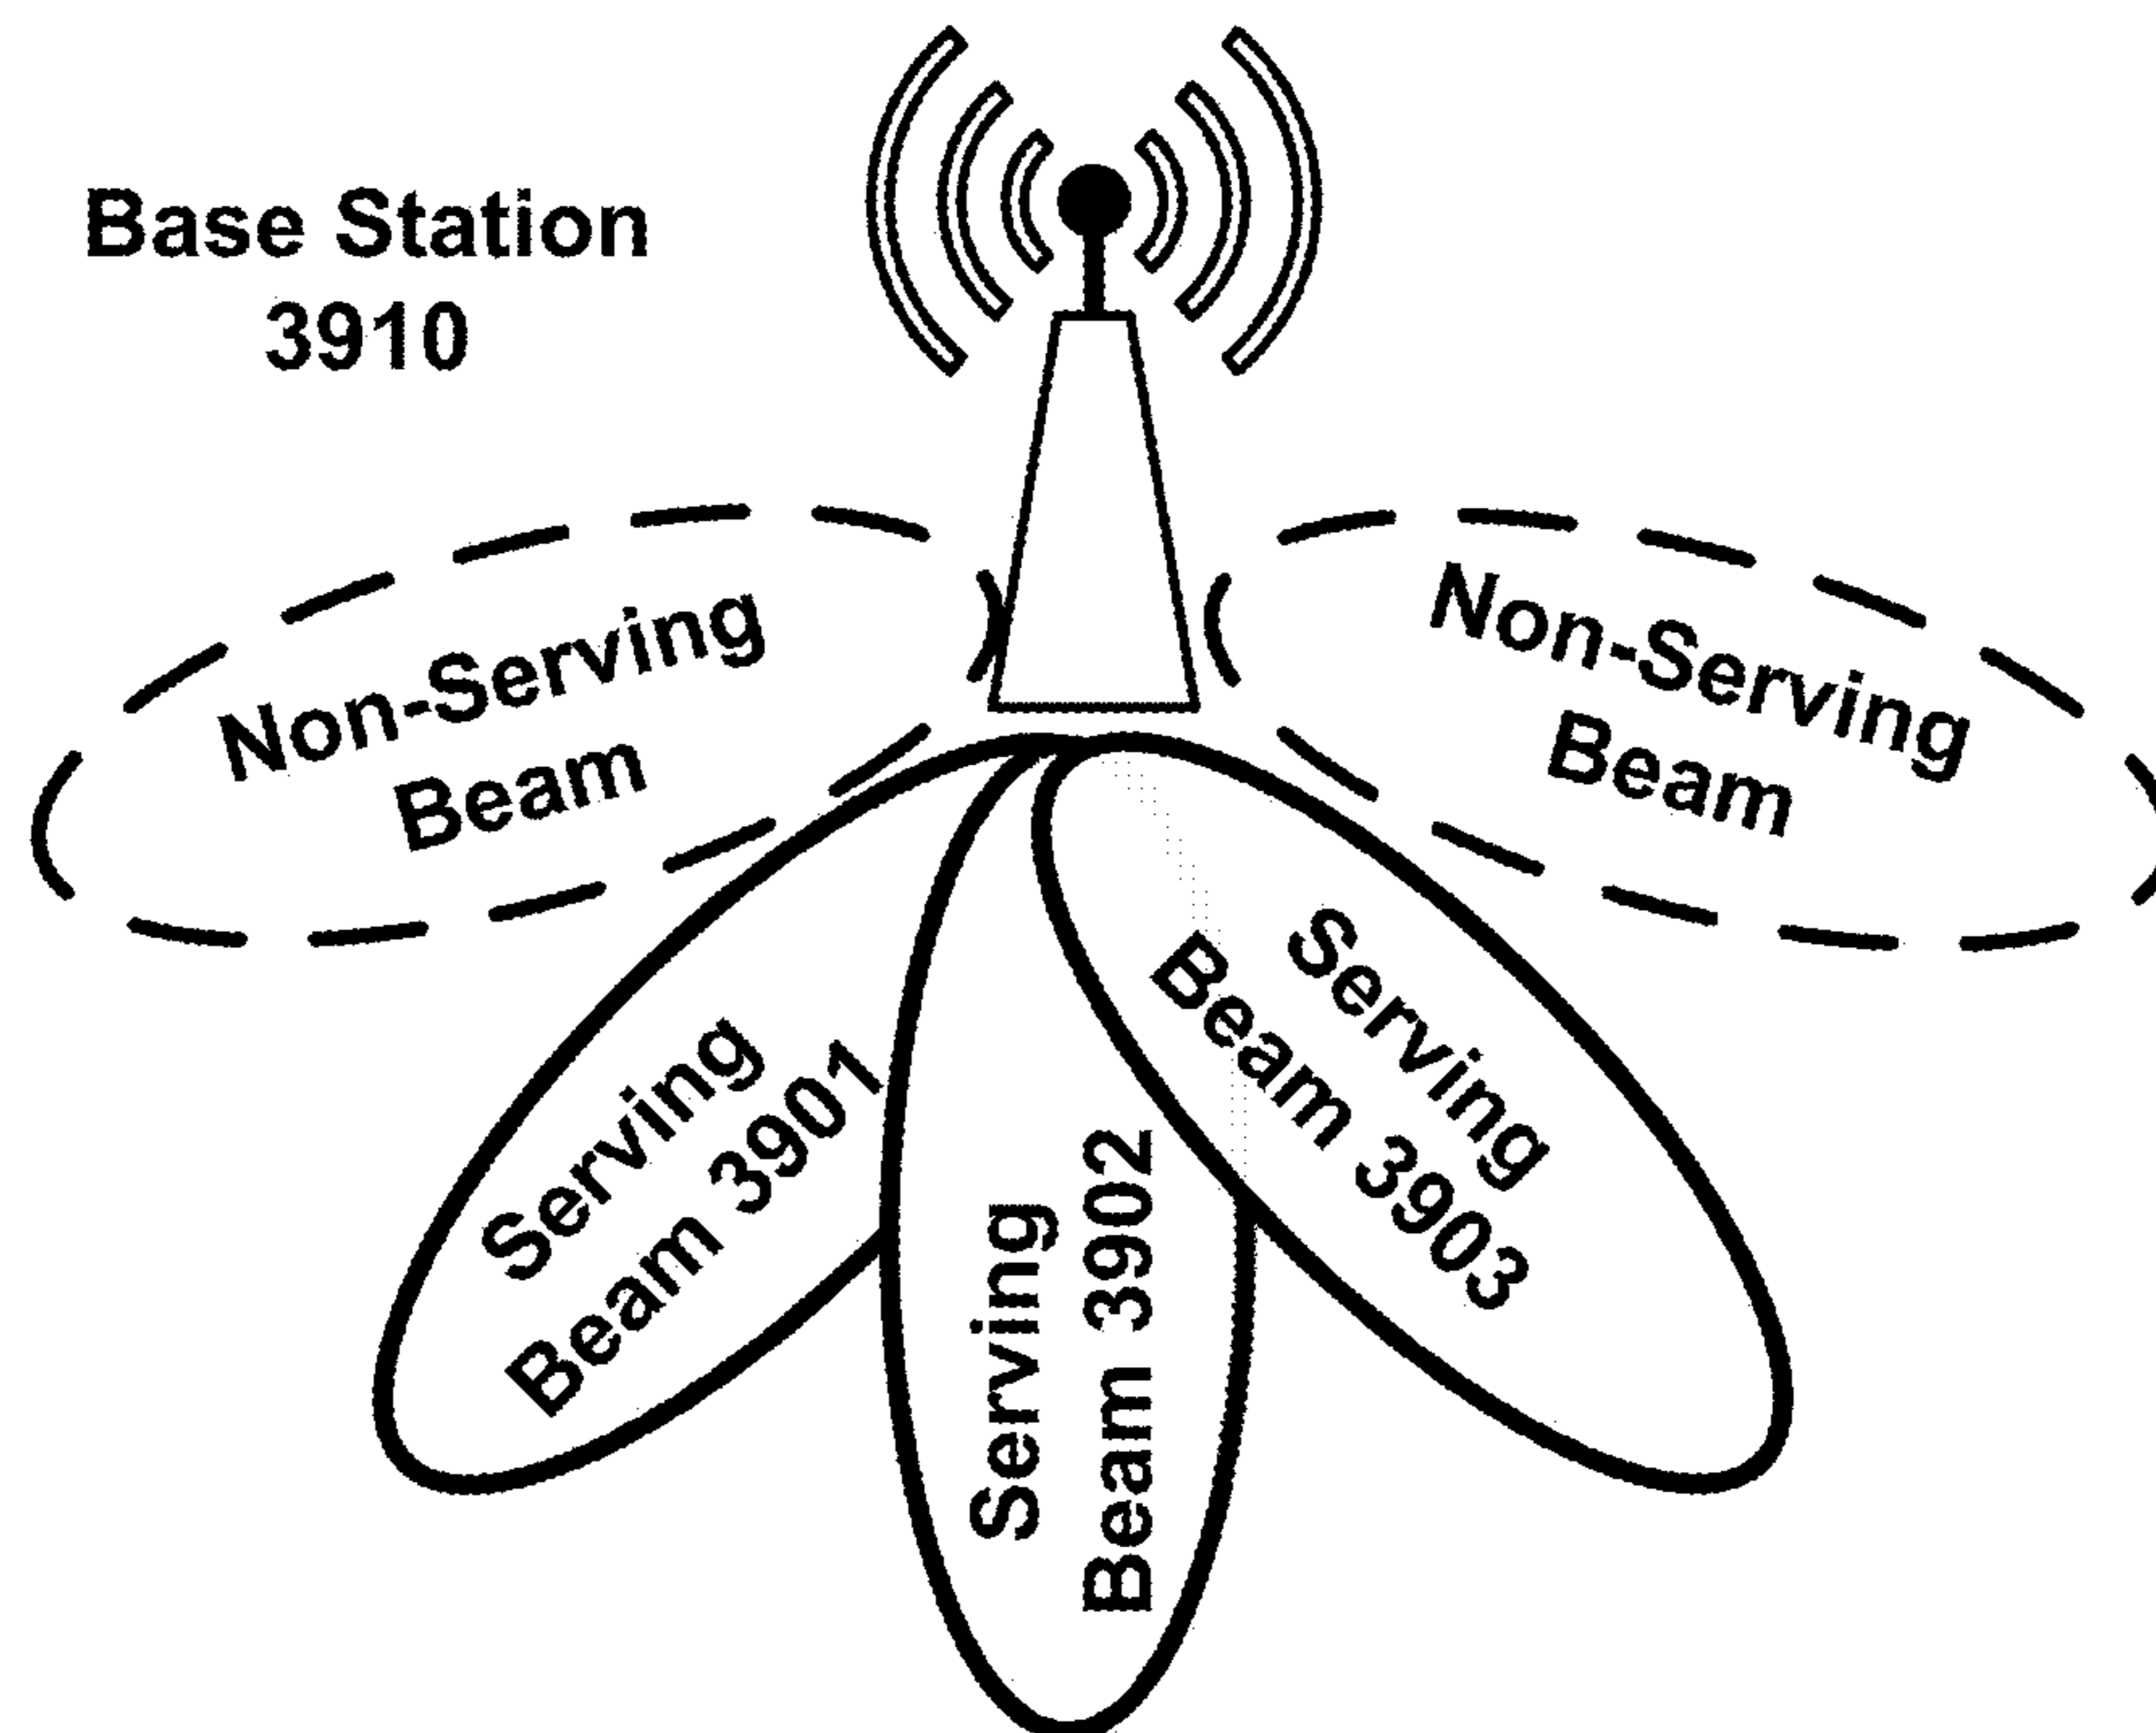 Base Station
3910
Non-Serving
Beam
Non-Serving
Beam
Serving
Beam 3901
Serving
Beam 3902
Serving
Beam 3903